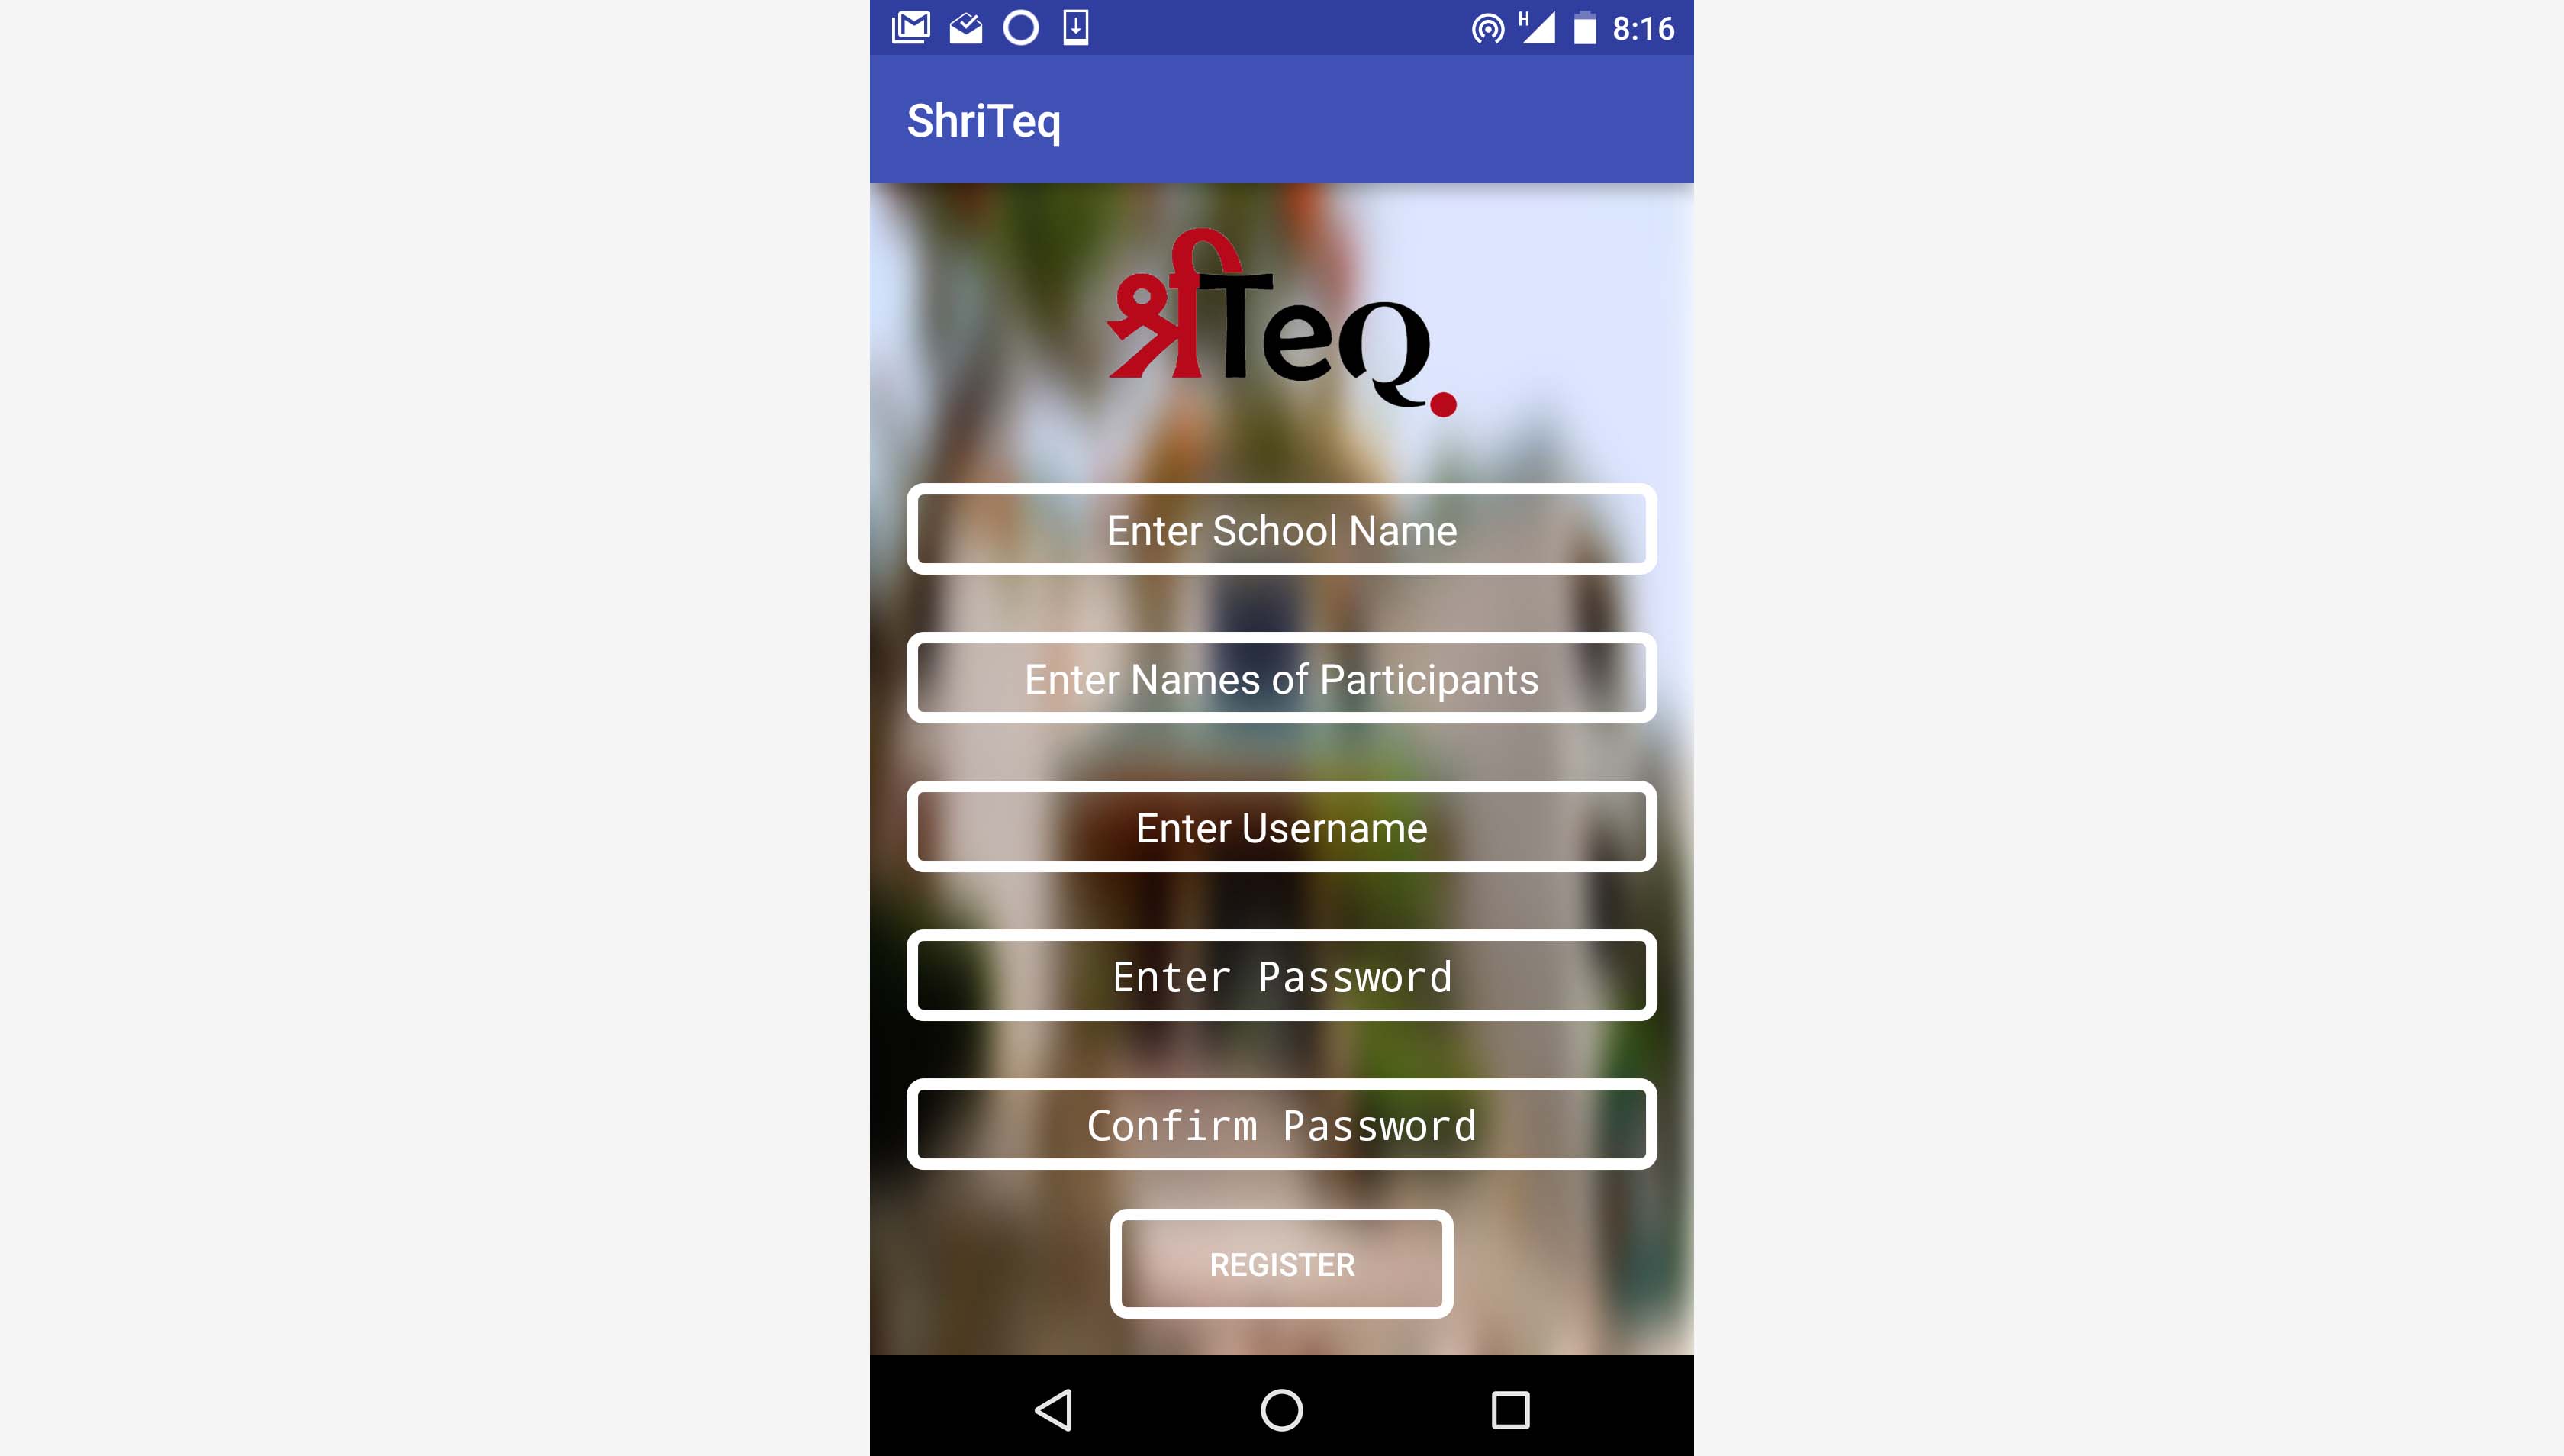 H 8:16
ShriTeq
श्रीTeQ.
Enter School Name
Enter Names of Participants
Enter Username
Enter Password
Confirm Password
REGISTER